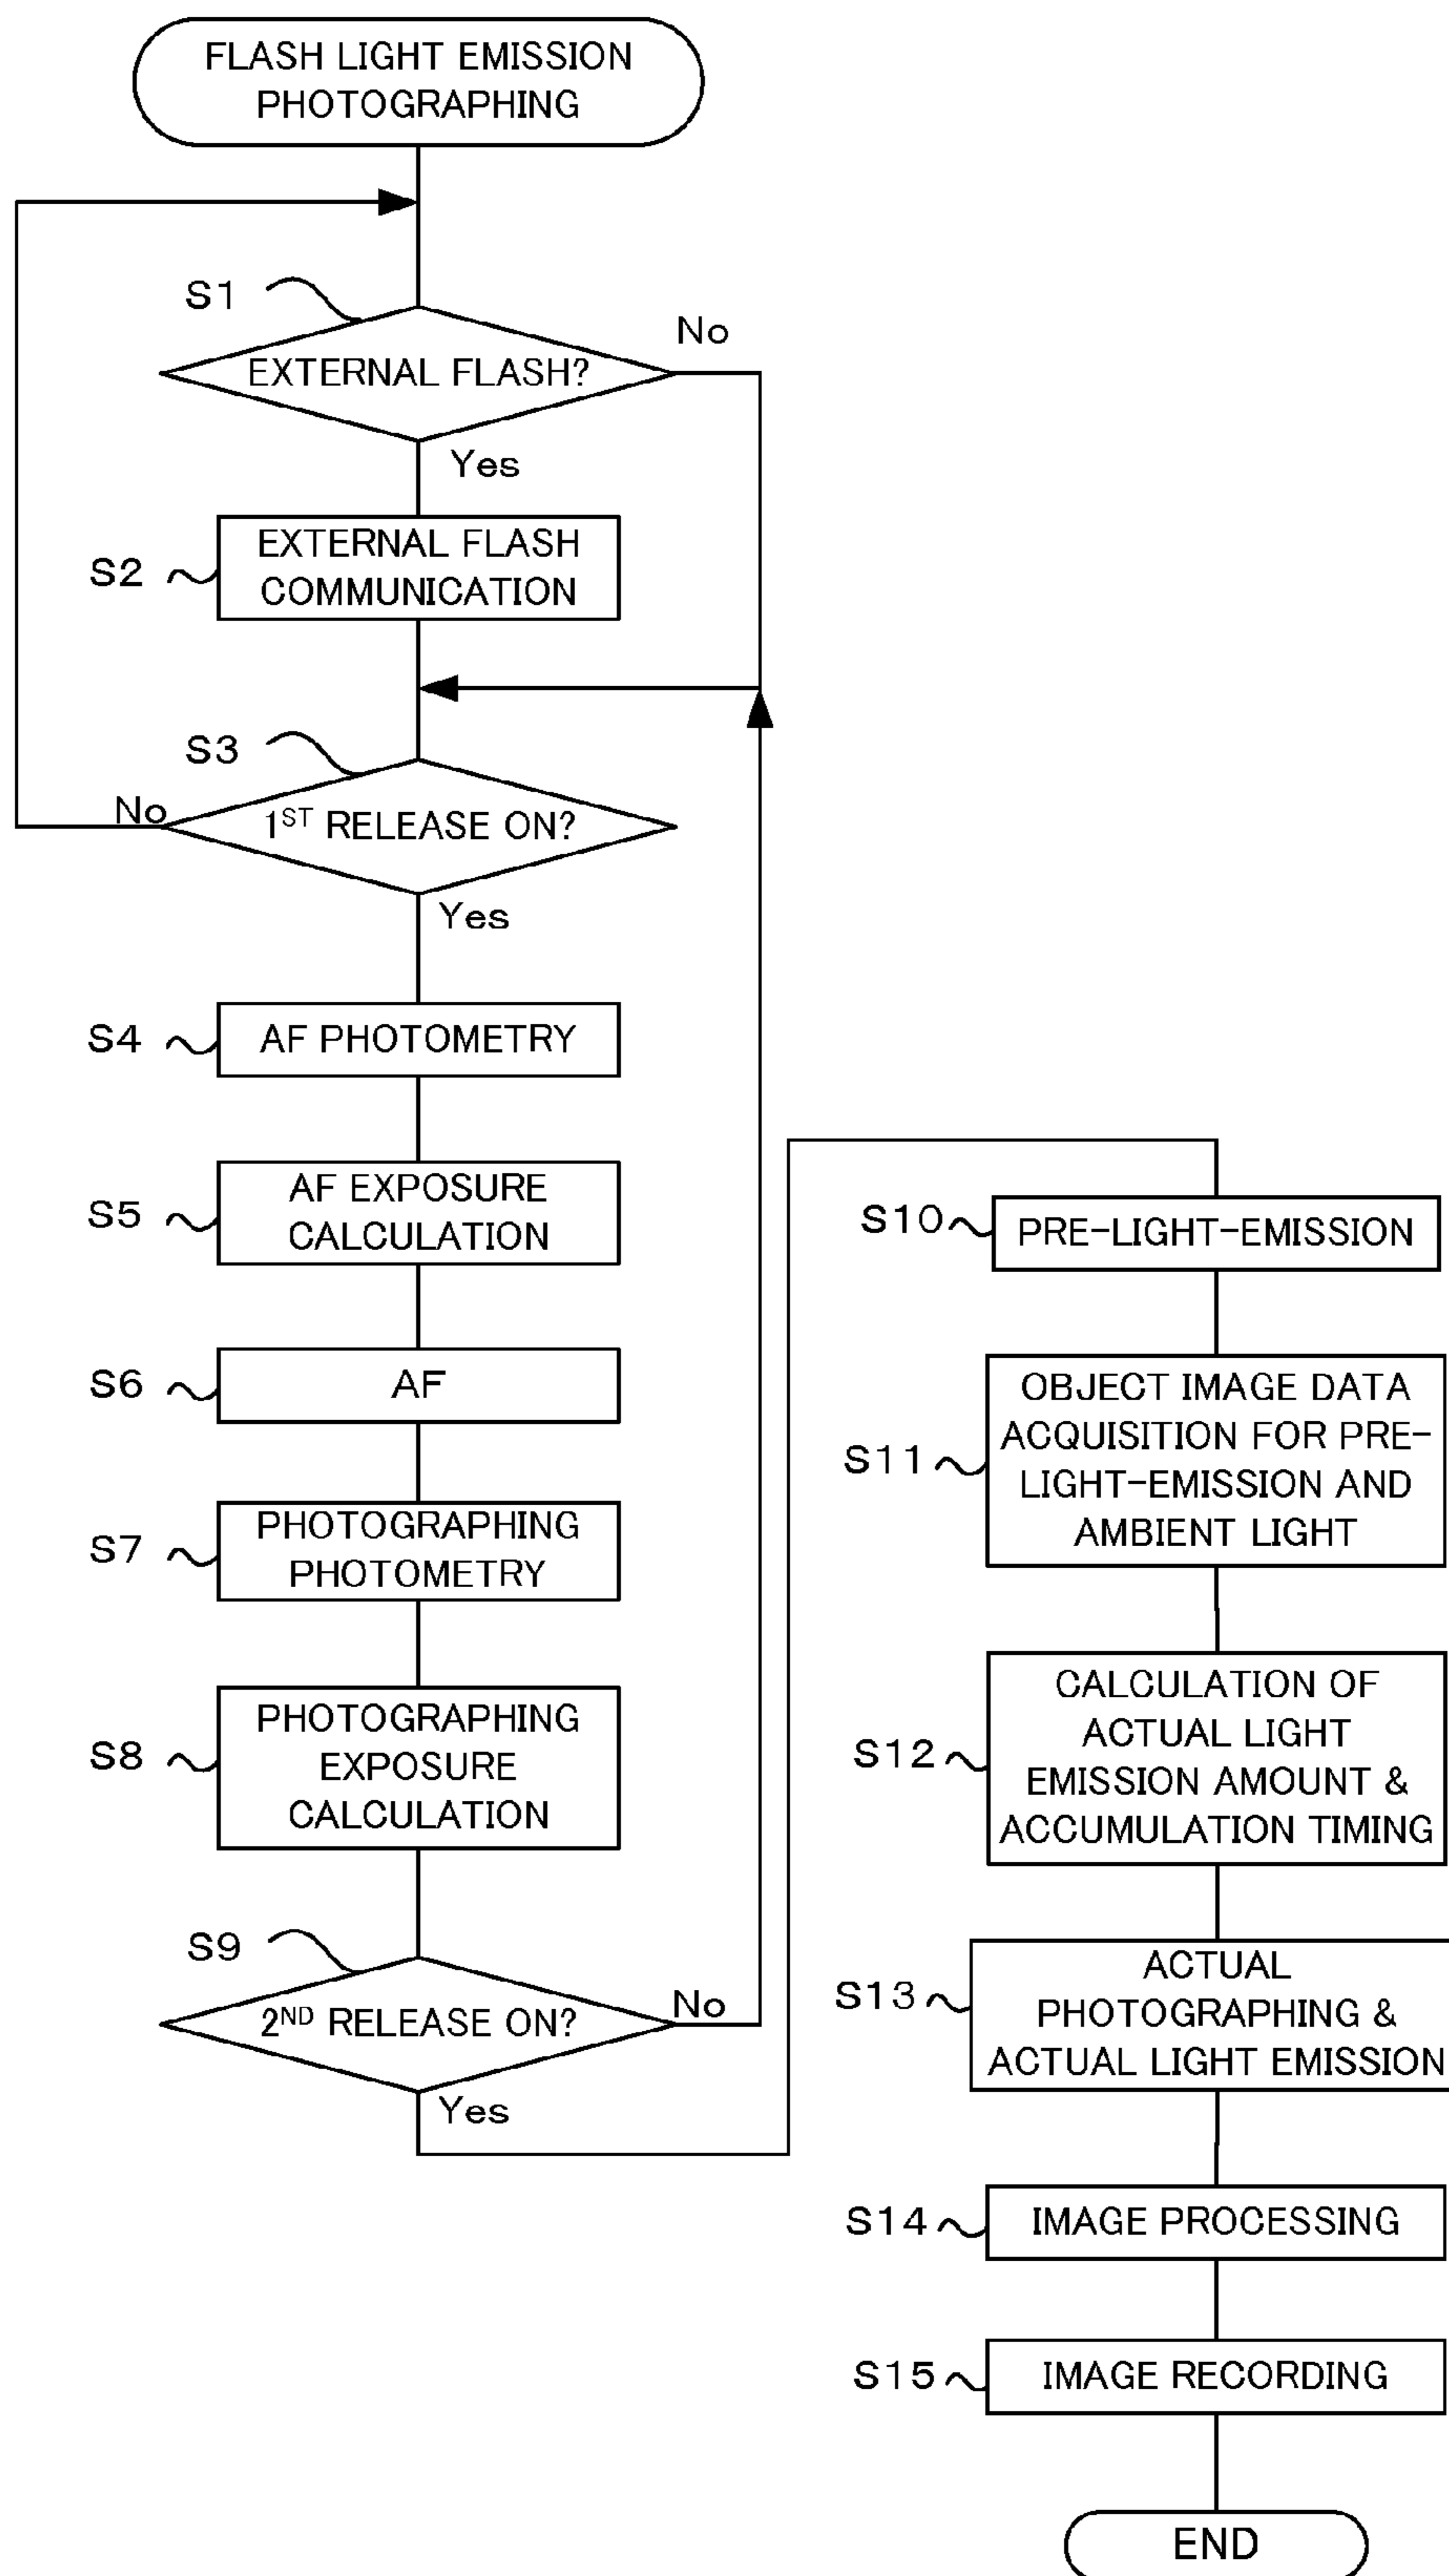 FLASH LIGHT EMISSION
PHOTOGRAPHING
S1
EXTERNAL FLASH?
No
Yes
S2
EXTERNAL FLASH
COMMUNICATION
S3
No
1ST RELEASE ON?
Yes
S4
AF PHOTOMETRY
S5
AF EXPOSURE
CALCULATION
S6
AF
S7
PHOTOGRAPHING
PHOTOMETRY
S8
PHOTOGRAPHING
EXPOSURE
CALCULATION
S9
2ND RELEASE ON?
No
Yes
S10
PRE-LIGHT-EMISSION
S11
OBJECT IMAGE DATA
ACQUISITION FOR PRE-
LIGHT-EMISSION AND
AMBIENT LIGHT
S12
CALCULATION OF
ACTUAL LIGHT
EMISSION AMOUNT &
ACCUMULATION TIMING
S13
ACTUAL
PHOTOGRAPHING &
ACTUAL LIGHT EMISSION
S14
IMAGE PROCESSING
S15
IMAGE RECORDING
END